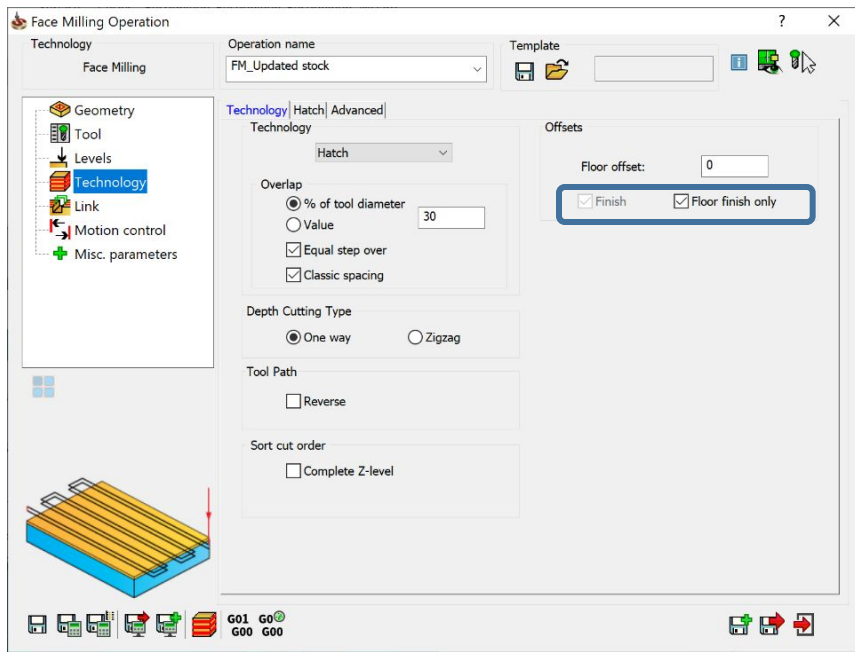 Face Milling Operation
?
Technology
Face Milling
Operation name
FM_Updated stock
Template
Geometry
Tool
Levels
Technology
Link
Motion control
Misc. parameters
Technology
Hatch
Advanced
Technology
Hatch
Overlap
% of tool diameter
Value
30
Equal step over
Classic spacing
Depth Cutting Type
One way
Zigzag
Tool Path
Reverse
Sort cut order
Complete Z-level
Offsets
Floor offset:
0
Finish
Floor finish only
G01 G0
G00 G00